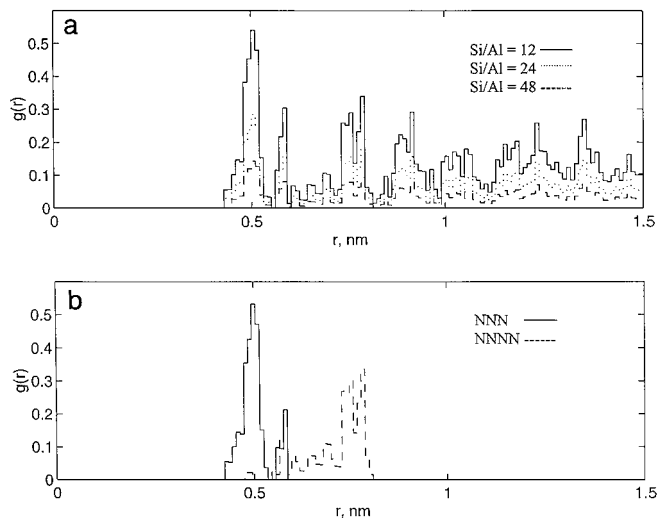 a
0.5
0.4
0.3
0.2
0.1
0
g(r)
Si/Al = 12
Si/Al = 24
Si/Al = 48
0
0.5
1
1.5
r, nm
b
0.5
0.4
0.3
0.2
0.1
0
g(r)
NNN
NNNN
0
0.5
1
1.5
r, nm